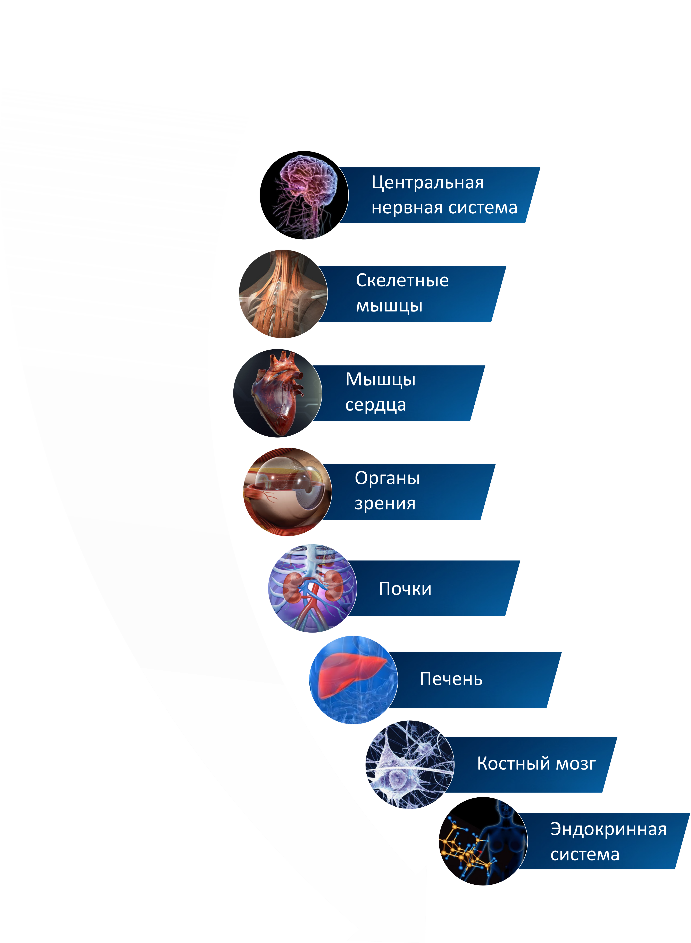 Центральная
нервная система
Скелетные
мышцы
Мышцы
сердца
Органы
зрения
Почки
Печень
Костный мозг
Эндокринная
система